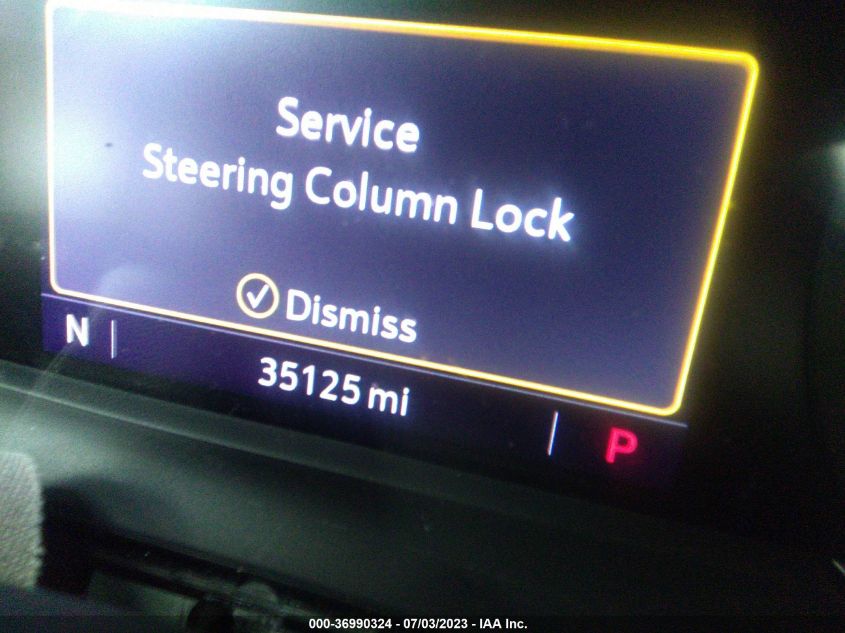 Service
Steering Column Lock
Dismiss
N
35125 mi
P
000-36990324 - 07/03/2023 - IAA Inc.